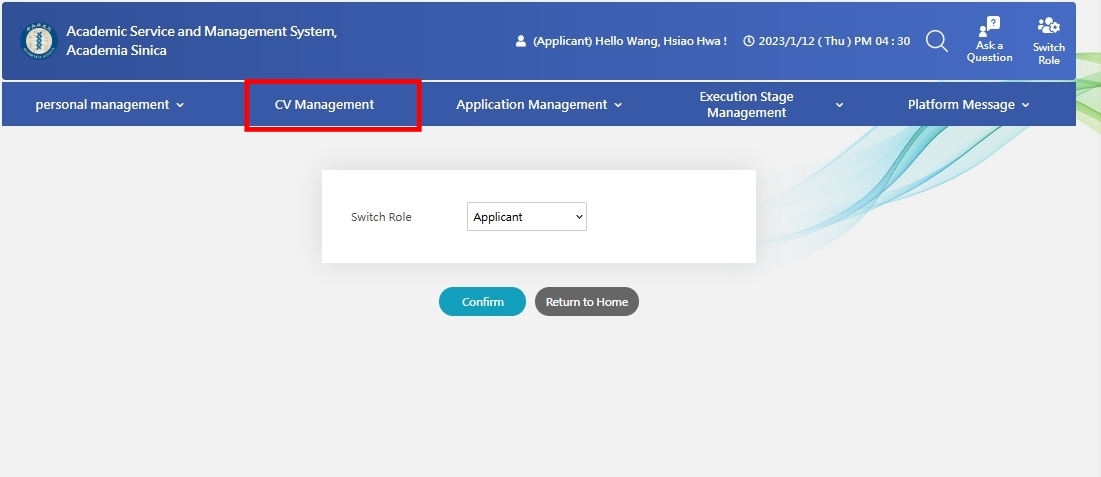 Academic Service and Management System,
Academia Sinica
(Applicant) Hello Wang, Hsiao Hwa !
2023/1/12 ( Thu ) PM 04 : 30
?
Ask a
Question
Switch
Role
personal management
CV Management
Application Management
Execution Stage
Management
Platform Message
Switch Role
Applicant
Confirm
Return to Home